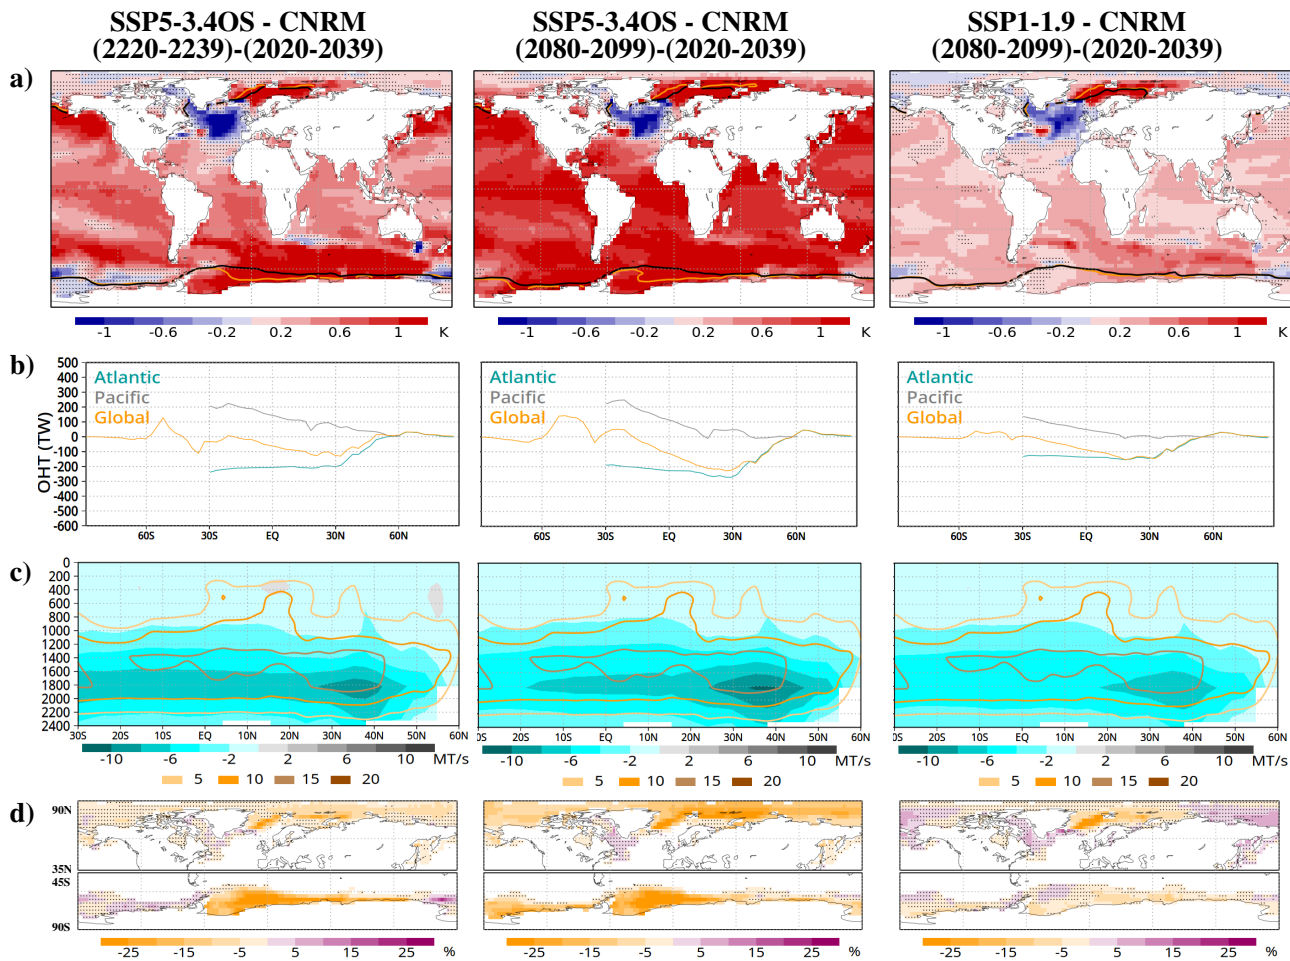 SSP5-3.4OS - CNRM
(2220-2239)-(2020-2039)
SSP5-3.4OS - CNRM
(2080-2099)-(2020-2039)
SSP1-1.9 - CNRM
(2080-2099)-(2020-2039)
a)
-1 -0.6 -0.2 0.2 0.6 1 K
-1 -0.6 -0.2 0.2 0.6 1 K
-1 -0.6 -0.2 0.2 0.6 1 K
b)
OHT (TW)
500
400
300
200
100
0
-100
-200
-300
-400
-500
-600
Atlantic
Pacific
Global
60S 30S EQ 30N 60N
Atlantic
Pacific
Global
60S 30S EQ 30N 60N
Atlantic
Pacific
Global
60S 30S EQ 30N 60N
c)
0
200
400
600
800
1000
1200
1400
1600
1800
2000
2200
2400
30S 20S 10S EQ 10N 20N 30N 40N 50N 60N
-10 -6 -2 2 6 10 MT/s
5 10 15 20
30S 20S 10S EQ 10N 20N 30N 40N 50N 60N
-10 -6 -2 2 6 10 MT/s
5 10 15 20
30S 20S 10S EQ 10N 20N 30N 40N 50N 60N
-10 -6 -2 2 6 10 MT/s
5 10 15 20
d)
90N
35N
45S
90S
-25 -15 -5 5 15 25 %
-25 -15 -5 5 15 25 %
-25 -15 -5 5 15 25 %